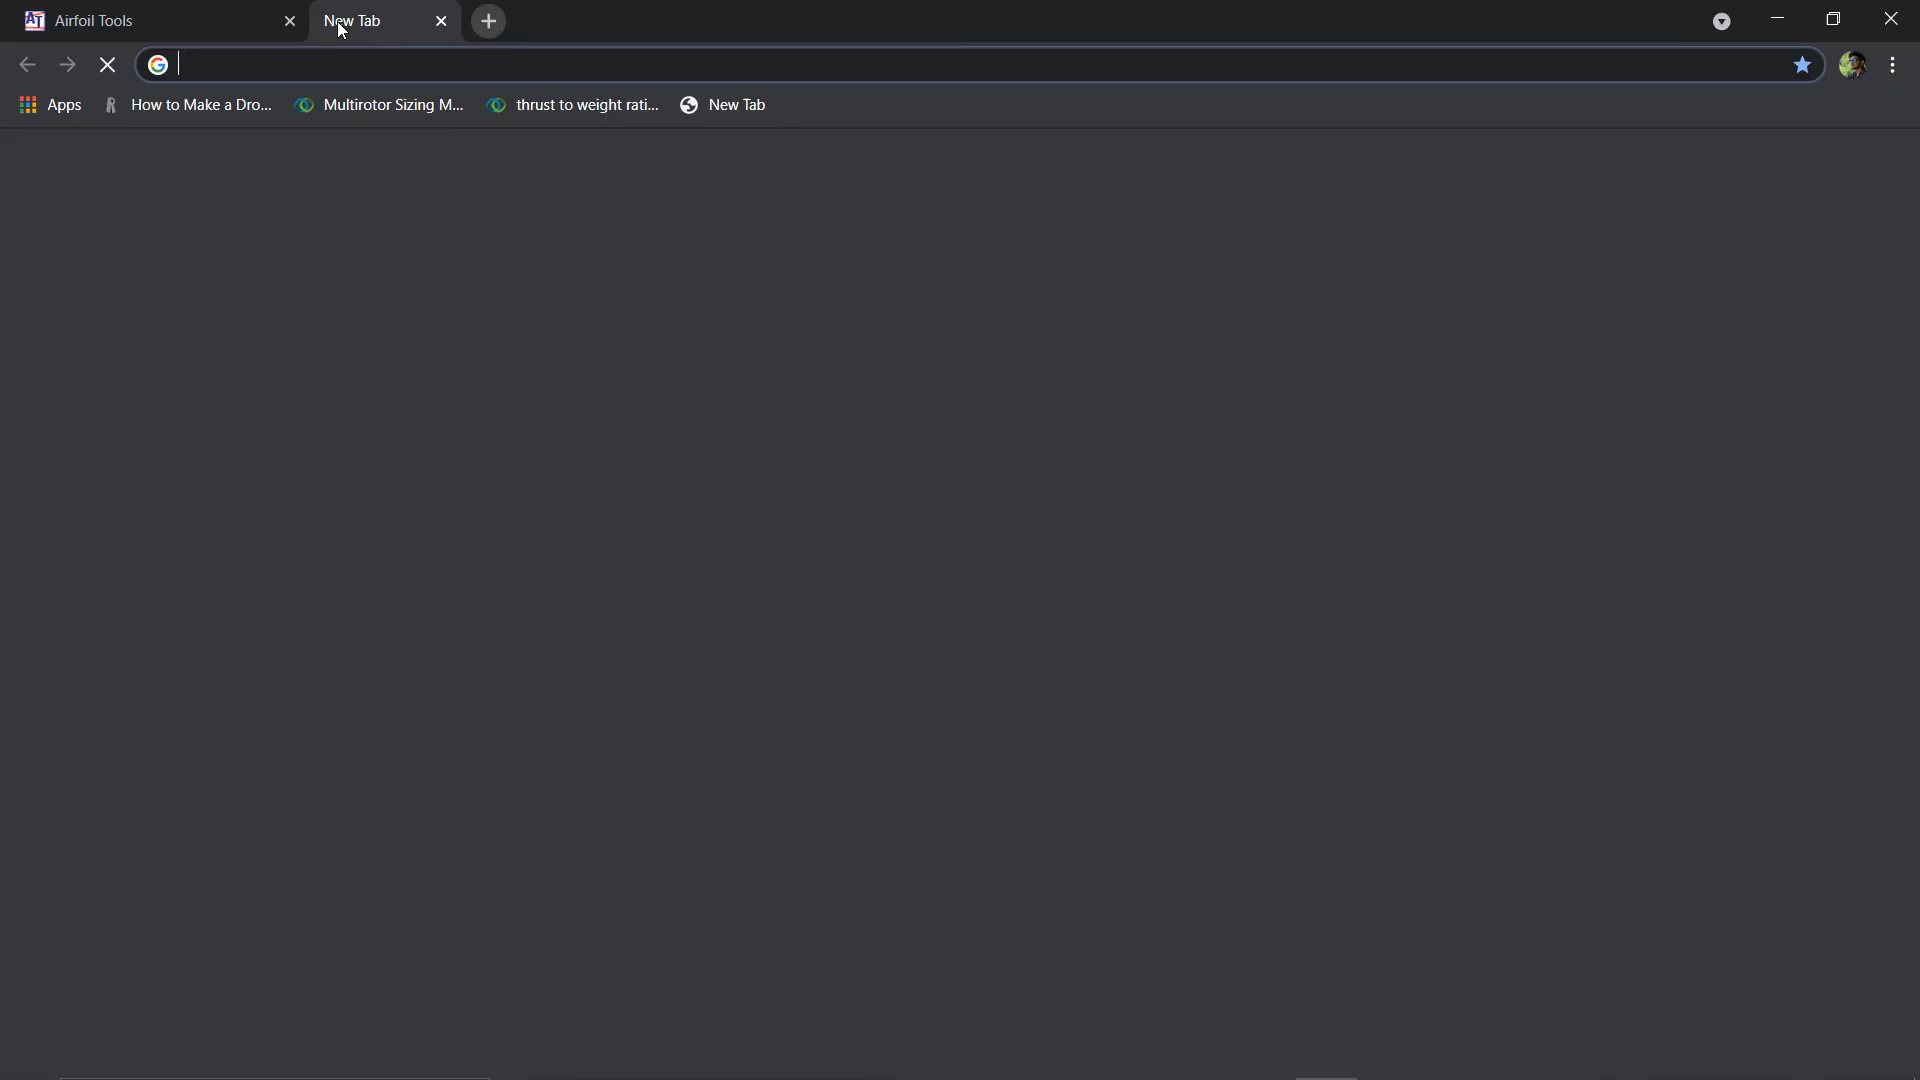 Airfoil Tools
New Tab
Apps
How to Make a Dro...
Multirotor Sizing M...
thrust to weight rati...
New Tab